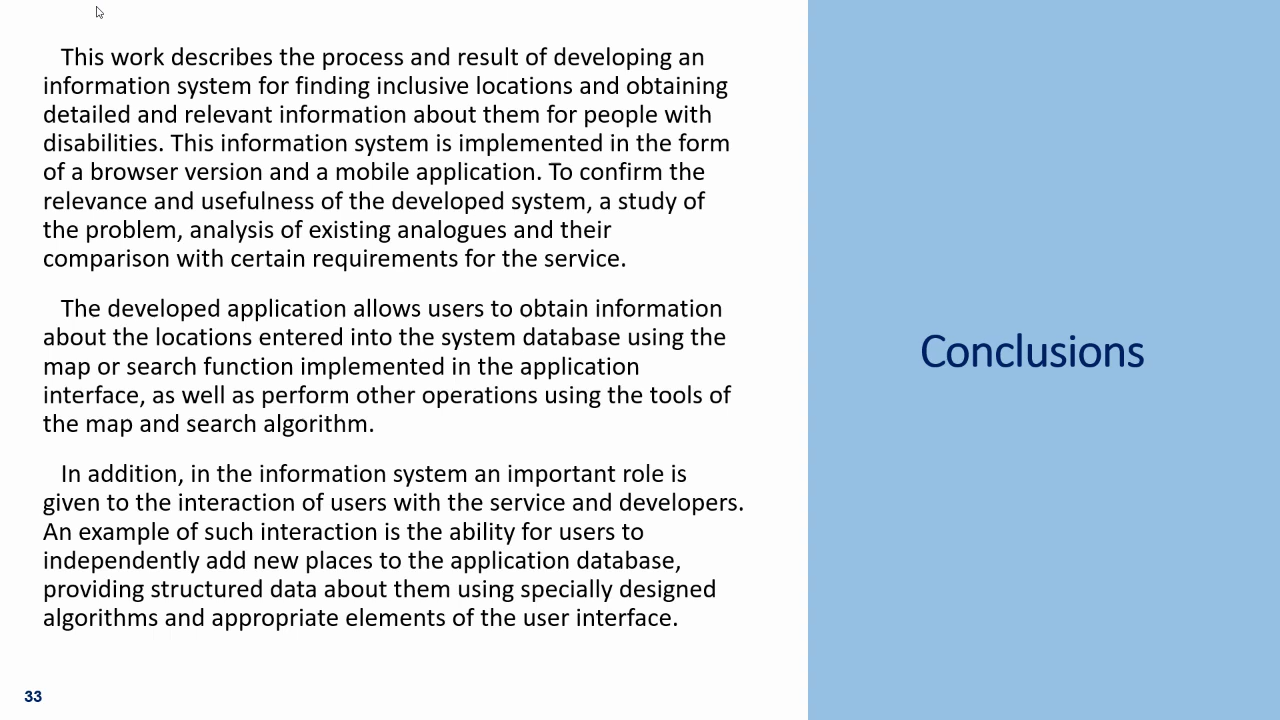 This work describes the process and result of developing an
information system for finding inclusive locations and obtaining
detailed and relevant information about them for people with
disabilities. This information system is implemented in the form
of a browser version and a mobile application. To confirm the
relevance and usefulness of the developed system, a study of
the problem, analysis of existing analogues and their
comparison with certain requirements for the service.
The developed application allows users to obtain information
about the locations entered into the system database using the
map or search function implemented in the application
interface, as well as perform other operations using the tools of
the map and search algorithm.
In addition, in the information system an important role is
given to the interaction of users with the service and developers.
An example of such interaction is the ability for users to
independently add new places to the application database,
providing structured data about them using specially designed
algorithms and appropriate elements of the user interface.
Conclusions
33